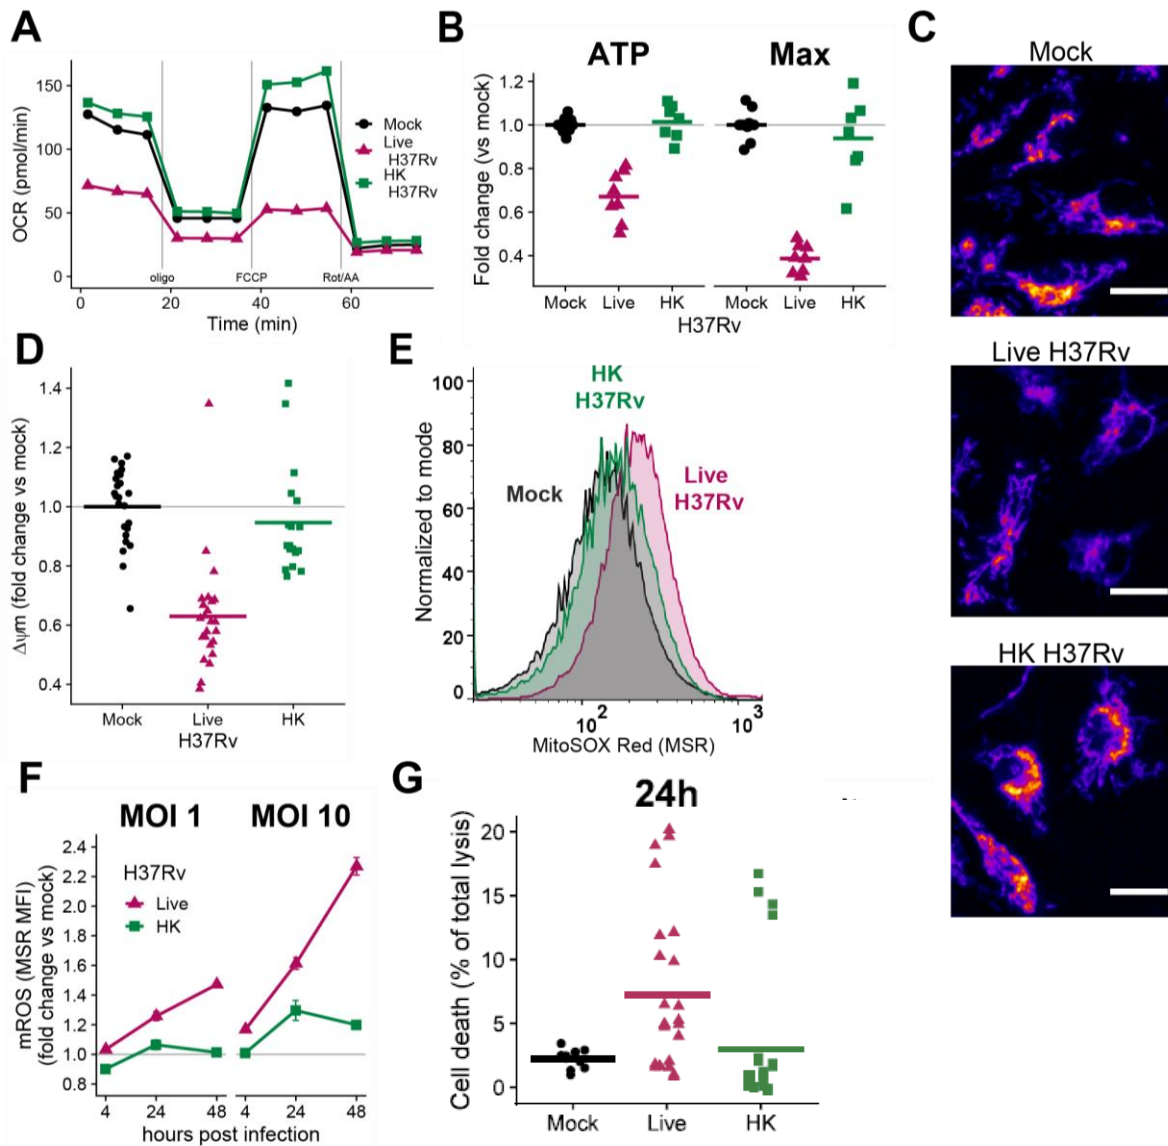 A
OCR (pmol/min)
150
100
50
0
Mock
Live
H37Rv
HK
H37Rv
oligo
FCCP
Rot/AA
0
20
40
60
Time (min)
B
ATP
Max
Fold change (vs mock)
1.2
1.0
0.8
0.6
0.4
Mock
Live
HK
Mock
Live
HK
H37Rv
C
Mock
Live H37Rv
HK H37Rv
D
Δψm (fold change vs mock)
1.4
1.2
1.0
0.8
0.6
0.4
Mock
Live
HK
H37Rv
E
Normalized to mode
100
80
60
40
20
0
HK
H37Rv
Mock
Live
H37Rv
10²
10³
MitoSOX Red (MSR)
F
MOI 1
MOI 10
mROS (MSR MFI)
(fold change vs mock)
2.4
2.2
2.0
1.8
1.6
1.4
1.2
1.0
0.8
H37Rv
Live
HK
4
24
48
4
24
48
hours post infection
G
24h
Cell death (% of total lysis)
20
15
10
5
0
Mock
Live
HK